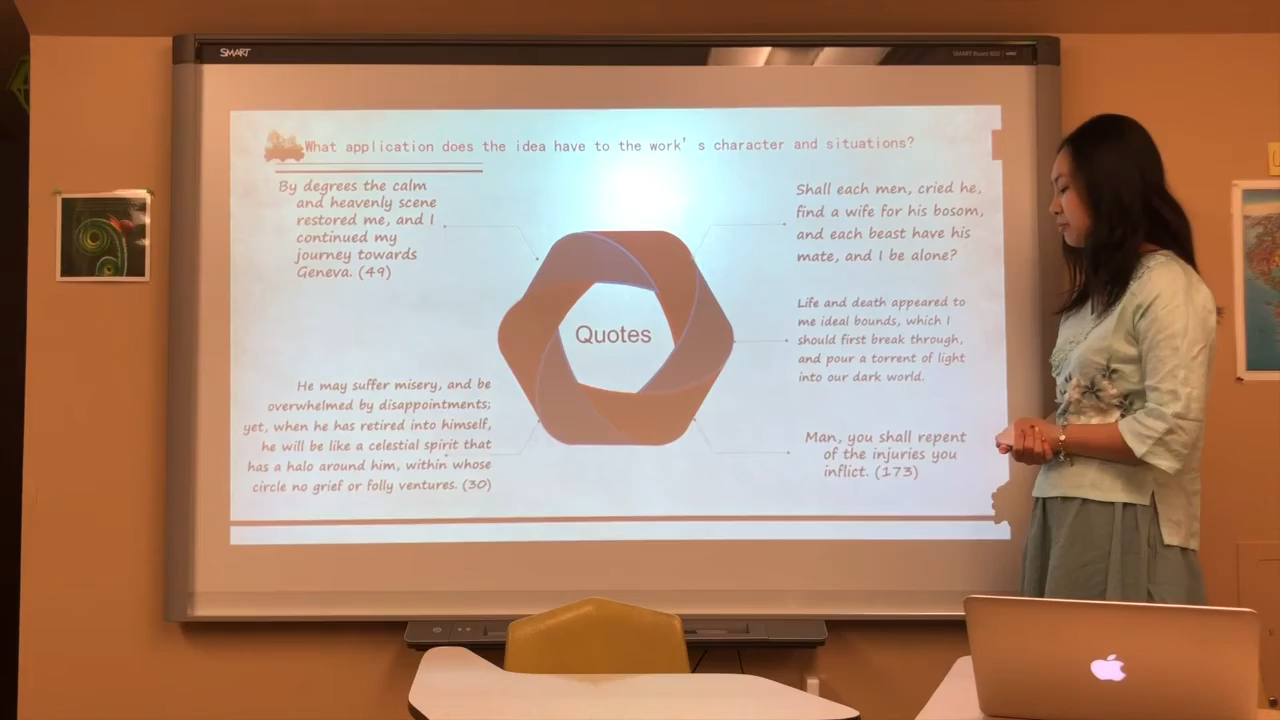 SMART
SMART Board 800
What application does the idea have to the work's character and situations?
By degrees the calm
and heavenly scene
restored me, and I
continued my
journey towards
Geneva. (49)
Shall each men, cried he,
find a wife for his bosom,
and each beast have his
mate, and I be alone?
Quotes
Life and death appeared to
me ideal bounds, which I
should first break through,
and pour a torrent of light
into our dark world.
He may suffer misery, and be
overwhelmed by disappointments;
yet, when he has retired into himself,
he will be like a celestial spirit that
has a halo around him, within whose
circle no grief or folly ventures. (30)
Man, you shall repent
of the injuries you
inflict. (173)